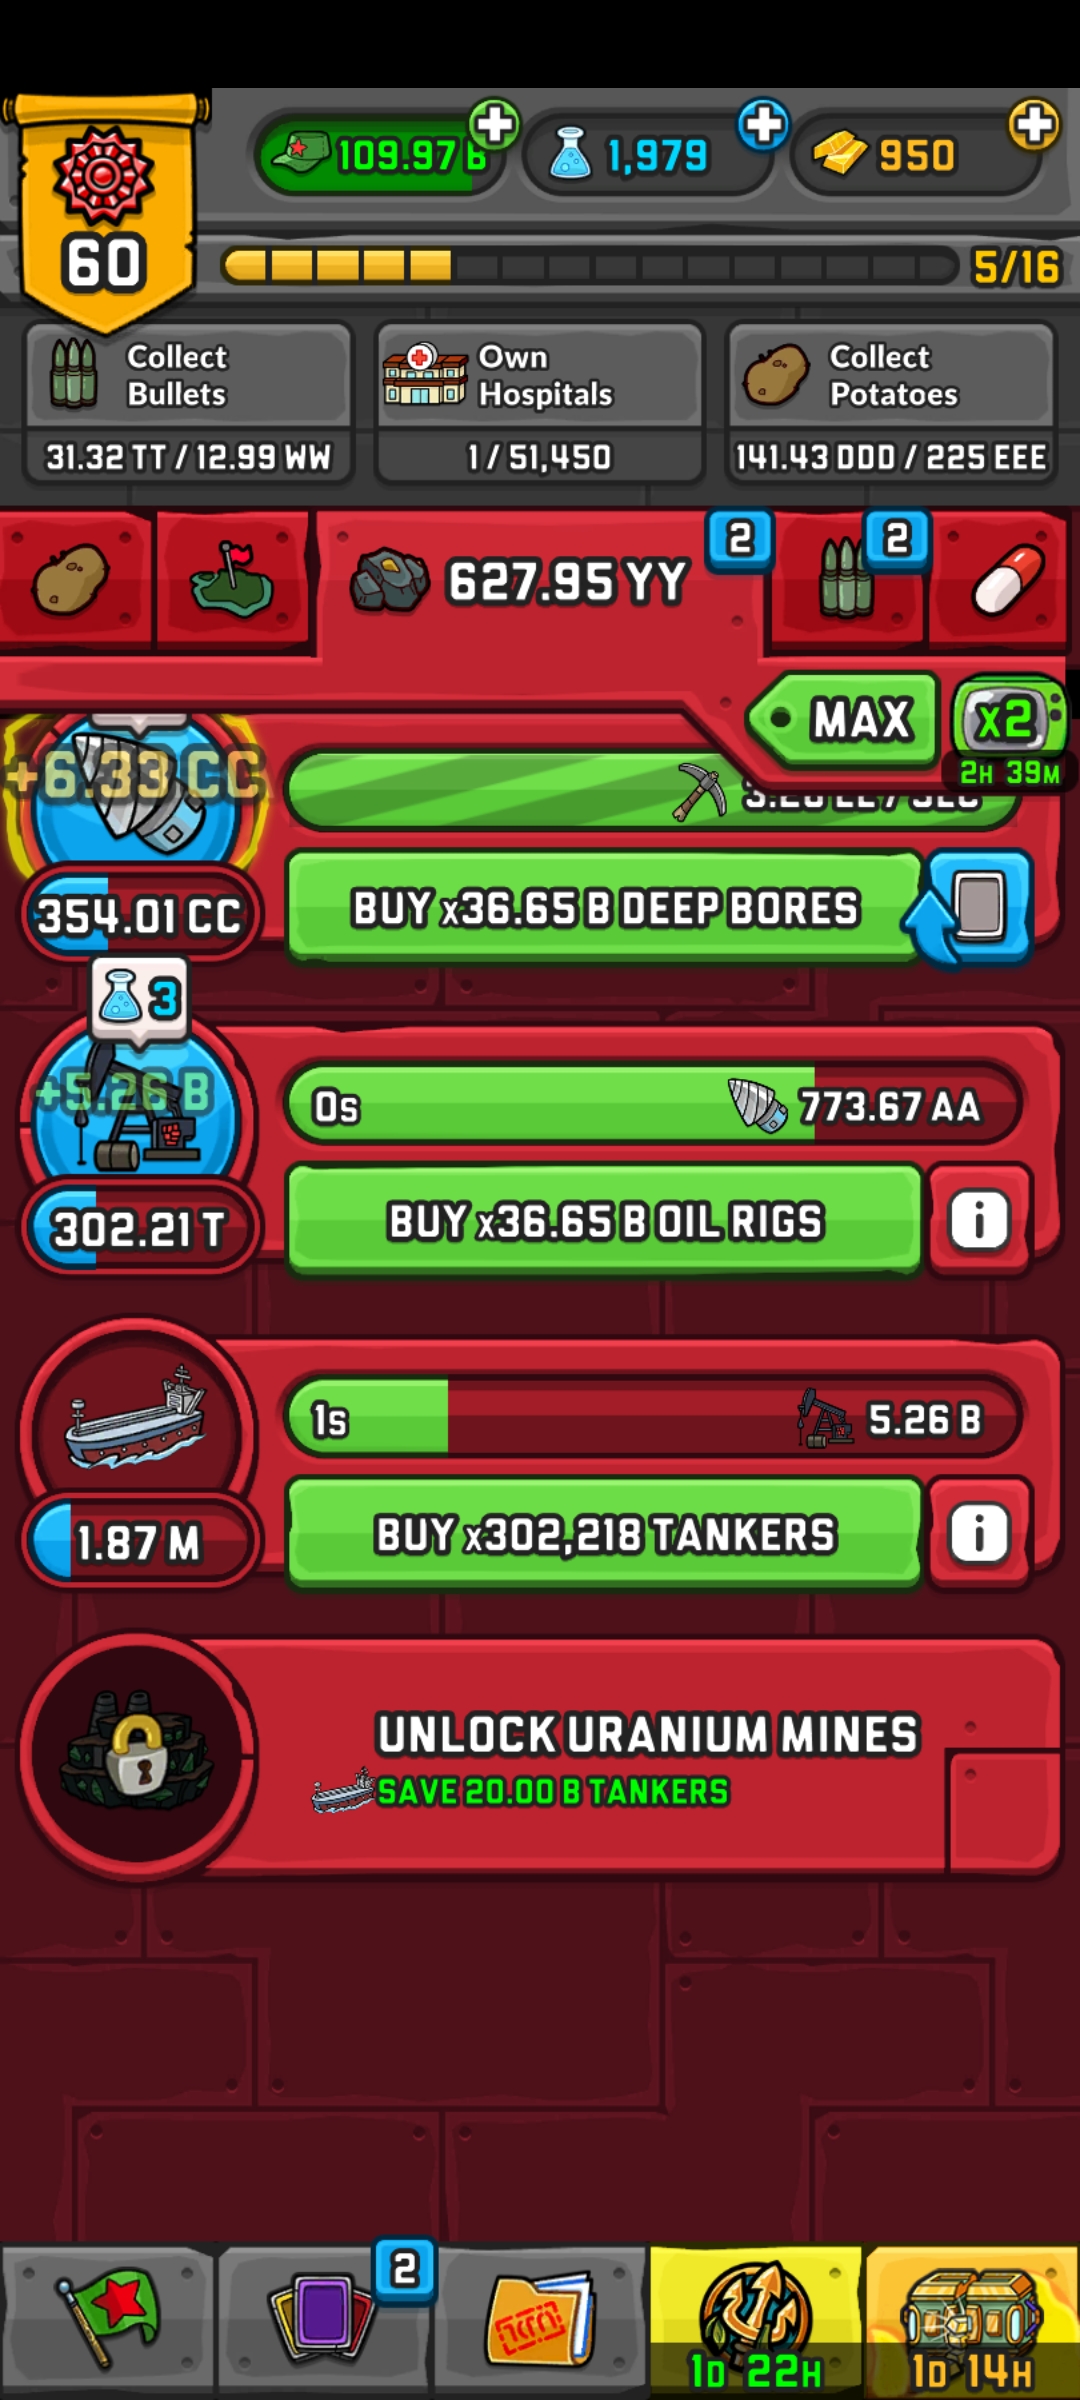 109.97 B
1,979
950
60
5/16
Collect Bullets
31.32 TT / 12.99 WW
Own Hospitals
1 / 51,450
Collect Potatoes
141.43 DDD / 225 EEE
627.95 YY
2
2
MAX
x2
2H 39M
+6.33 CC
354.01 CC
BUY x36.65 B DEEP BORES
3
+5.26 B
0s
773.67 AA
302.21 T
BUY x36.65 B OIL RIGS
i
1s
5.26 B
1.87 M
BUY x302,218 TANKERS
i
UNLOCK URANIUM MINES
SAVE 20.00 B TANKERS
2
1D 22H
1D 14H